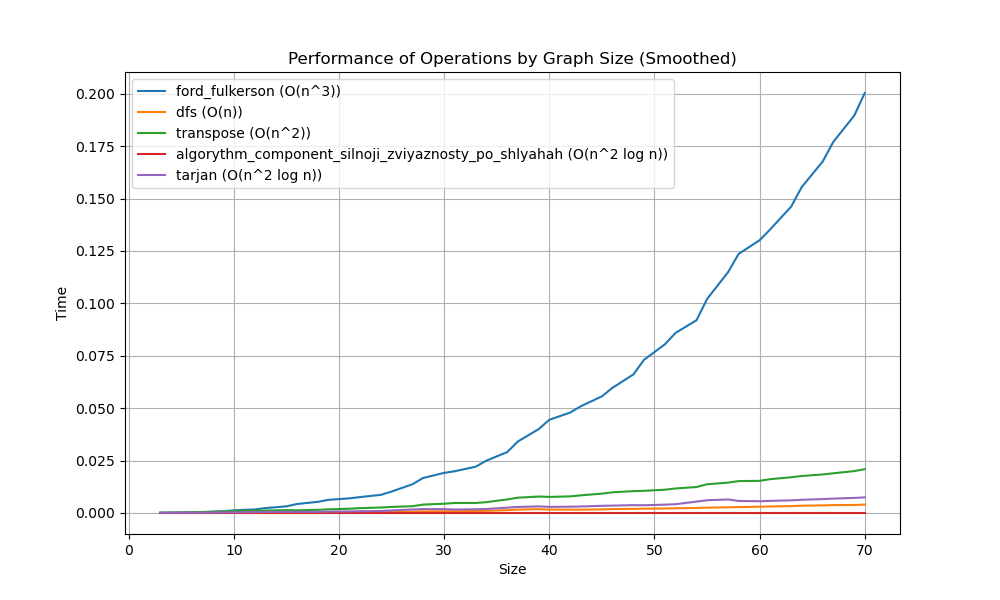 Performance of Operations by Graph Size (Smoothed)
ford_fulkerson (O(n^3))
dfs (O(n))
transpose (O(n^2))
algorythm_component_silnoji_zviyaznosty_po_shlyahah (O(n^2 log n))
tarjan (O(n^2 log n))
0.200
0.175
0.150
0.125
0.100
0.075
0.050
0.025
0.000
Time
0 10 20 30 40 50 60 70
Size